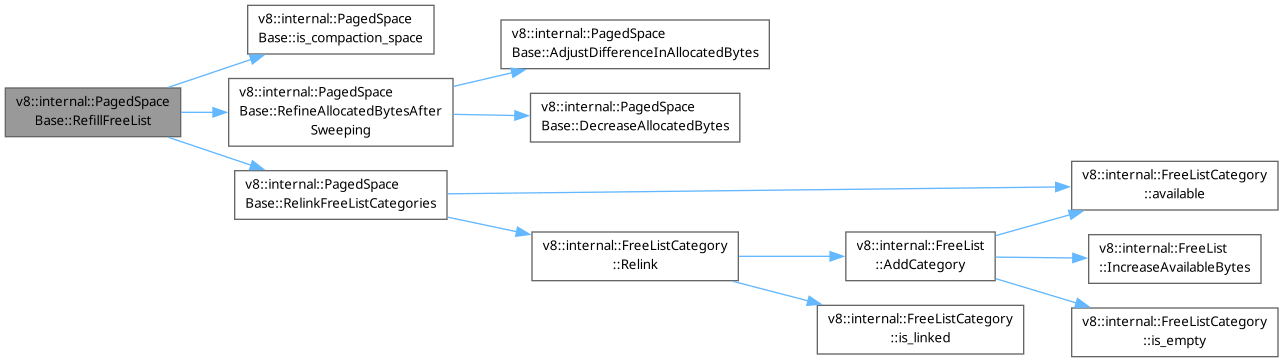 v8::internal::PagedSpace
Base::RefillFreeList
v8::internal::PagedSpace
Base::is_compaction_space
v8::internal::PagedSpace
Base::RefineAllocatedBytesAfter
Sweeping
v8::internal::PagedSpace
Base::RelinkFreeListCategories
v8::internal::PagedSpace
Base::AdjustDifferenceInAllocatedBytes
v8::internal::PagedSpace
Base::DecreaseAllocatedBytes
v8::internal::FreeListCategory
::Relink
v8::internal::FreeList
::AddCategory
v8::internal::FreeListCategory
::is_linked
v8::internal::FreeListCategory
::available
v8::internal::FreeList
::IncreaseAvailableBytes
v8::internal::FreeListCategory
::is_empty